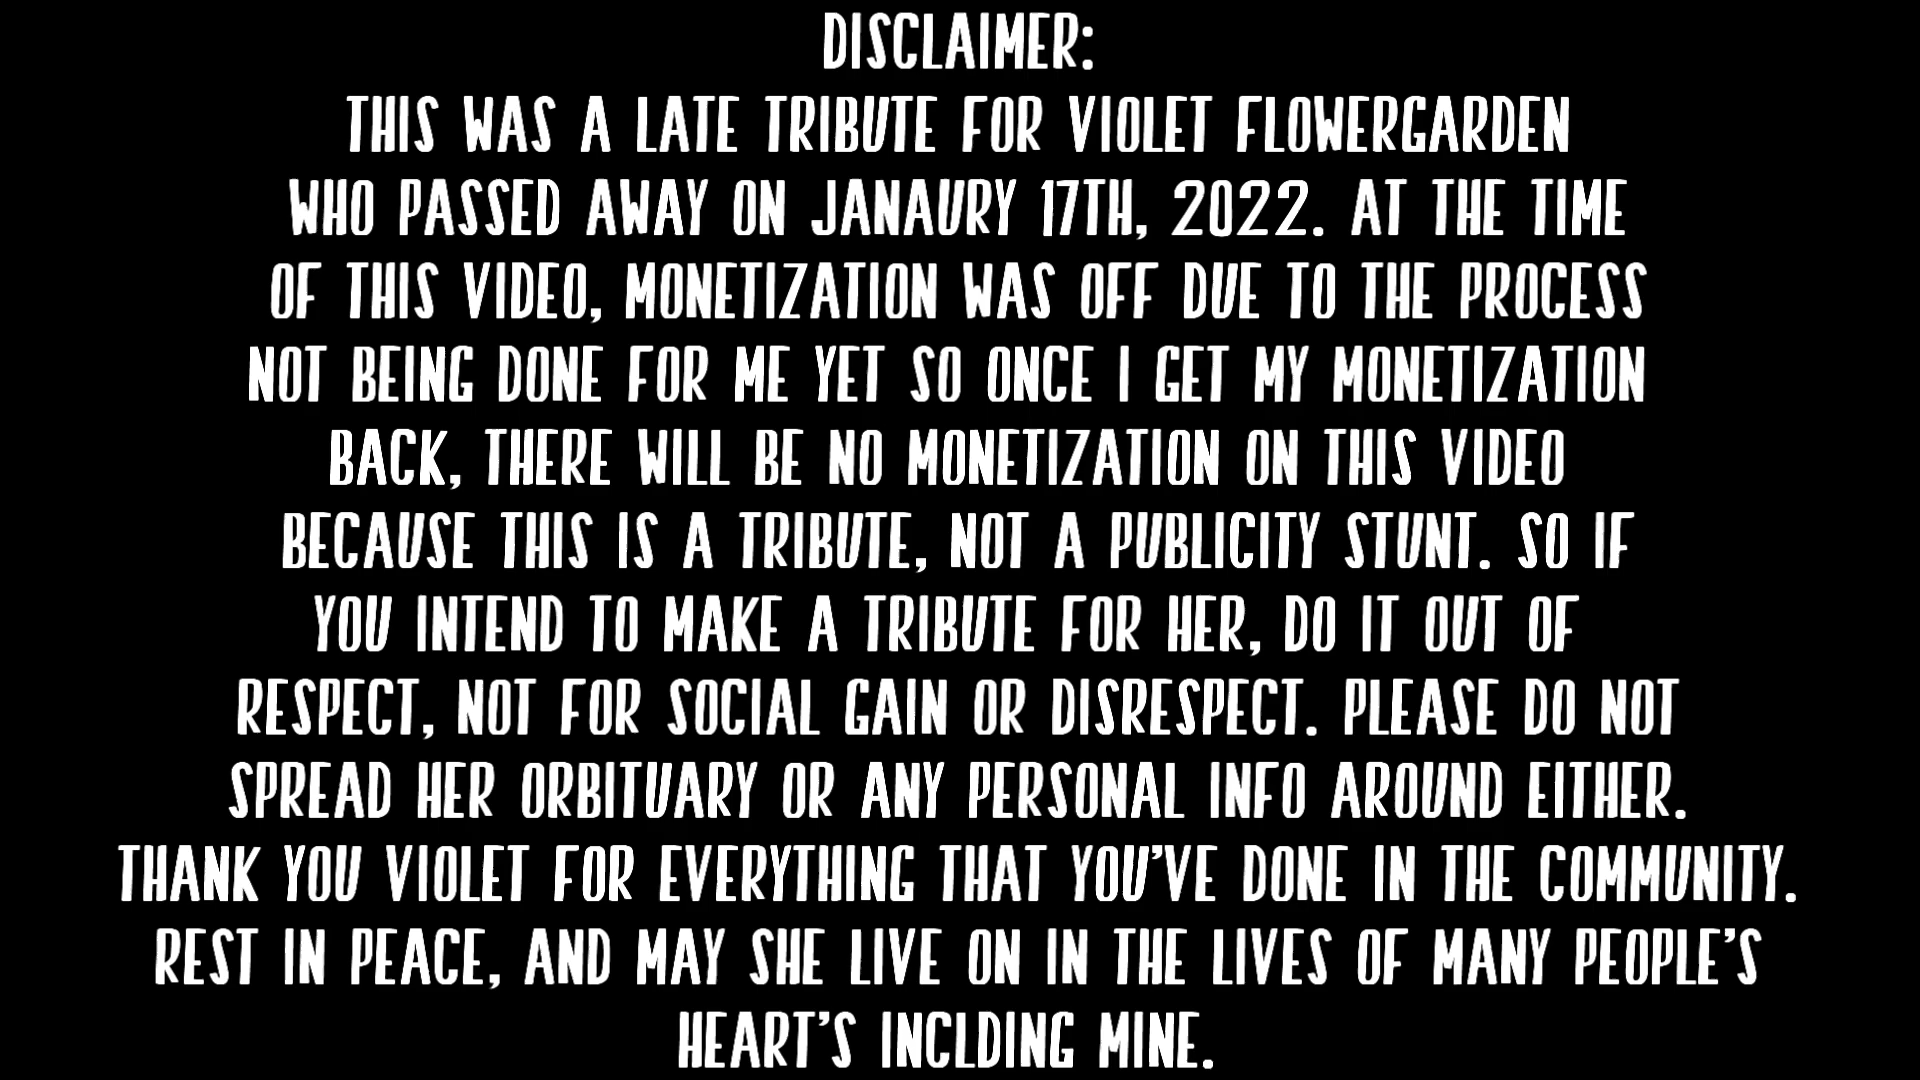 DISCLAIMER:
THIS WAS A LATE TRIBUTE FOR VIOLET FLOWERGARDEN
WHO PASSED AWAY ON JANAURY 17TH, 2022. AT THE TIME
OF THIS VIDEO, MONETIZATION WAS OFF DUE TO THE PROCESS
NOT BEING DONE FOR ME YET SO ONCE I GET MY MONETIZATION
BACK, THERE WILL BE NO MONETIZATION ON THIS VIDEO
BECAUSE THIS IS A TRIBUTE, NOT A PUBLICITY STUNT. SO IF
YOU INTEND TO MAKE A TRIBUTE FOR HER, DO IT OUT OF
RESPECT, NOT FOR SOCIAL GAIN OR DISRESPECT. PLEASE DO NOT
SPREAD HER ORBITUARY OR ANY PERSONAL INFO AROUND EITHER.
THANK YOU VIOLET FOR EVERYTHING THAT YOU'VE DONE IN THE COMMUNITY.
REST IN PEACE, AND MAY SHE LIVE ON IN THE LIVES OF MANY PEOPLE'S
HEART'S INCLDING MINE.